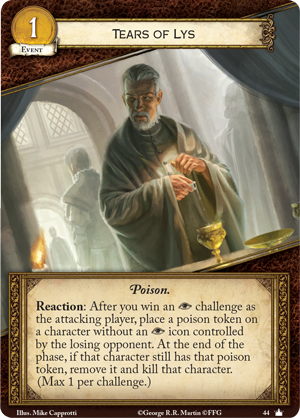 1
EVENT
TEARS OF LYS
Poison.
Reaction: After you win an challenge as
the attacking player, place a poison token on
a character without an icon controlled
by the losing opponent. At the end of the
phase, if that character still has that poison
token, remove it and kill that character.
(Max 1 per challenge.)
Illus. Mike Capprotti
©George R.R. Martin ©FFG
44